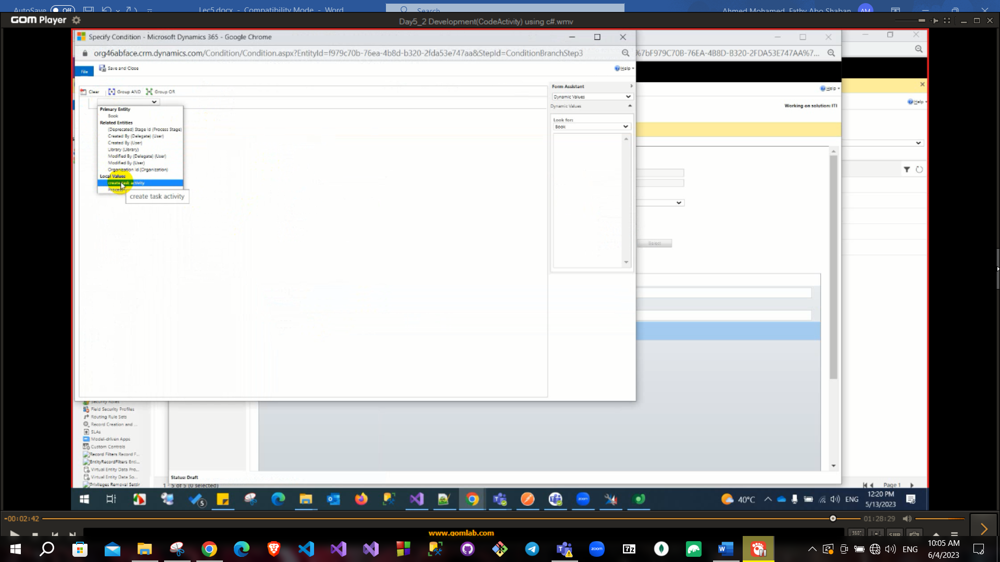 AutoSave Off Lec5.docx - Compatibility Mode - Word Search Ahmed Mohamed Fathy Abo Shaban AM
GOM Player Day5_2 Development(CodeActivity) using c#.wmv
Specify Condition - Microsoft Dynamics 365 - Google Chrome
org46abface.crm.dynamics.com/Condition/Condition.aspx?EntityId=f979c70b-76ea-4b8d-b320-2fda53e747aa&StepId=ConditionBranchStep3
%7bF979C70B-76EA-4B8D-B320-2FDA53E747AA%7...
File Save and Close Help
Clear Group AND Group OR
Primary Entity
Book
Related Entities
(Deprecated) Stage Id (Process Stage)
Created By (Delegate) (User)
Created By (User)
Library (Library)
Modified By (Delegate) (User)
Modified By (User)
Organization Id (Organization)
Local Values
create task activity
Process
create task activity
Form Assistant
Dynamic Values
Dynamic Values
Look for:
Book
Help
Working on solution: ITI
Help
Select
Security Roles
Field Security Profiles
Routing Rule Sets
Record Creation and ...
SLAs
Model-driven Apps
Custom Controls
Record Filters Record F...
EntityRecordFilters Enti...
Virtual Entity Data Pro...
Virtual Entity Data So...
Privileges Removal Settir
Status: Draft
1 - 5 of 5 (0 selected)
Page 1
5
40°C ENG 12:20 PM
5/13/2023
-00:02:42 01:28:29
www.gomlab.com
360° SUB
zoom 7z ENG 10:05 AM
6/4/2023